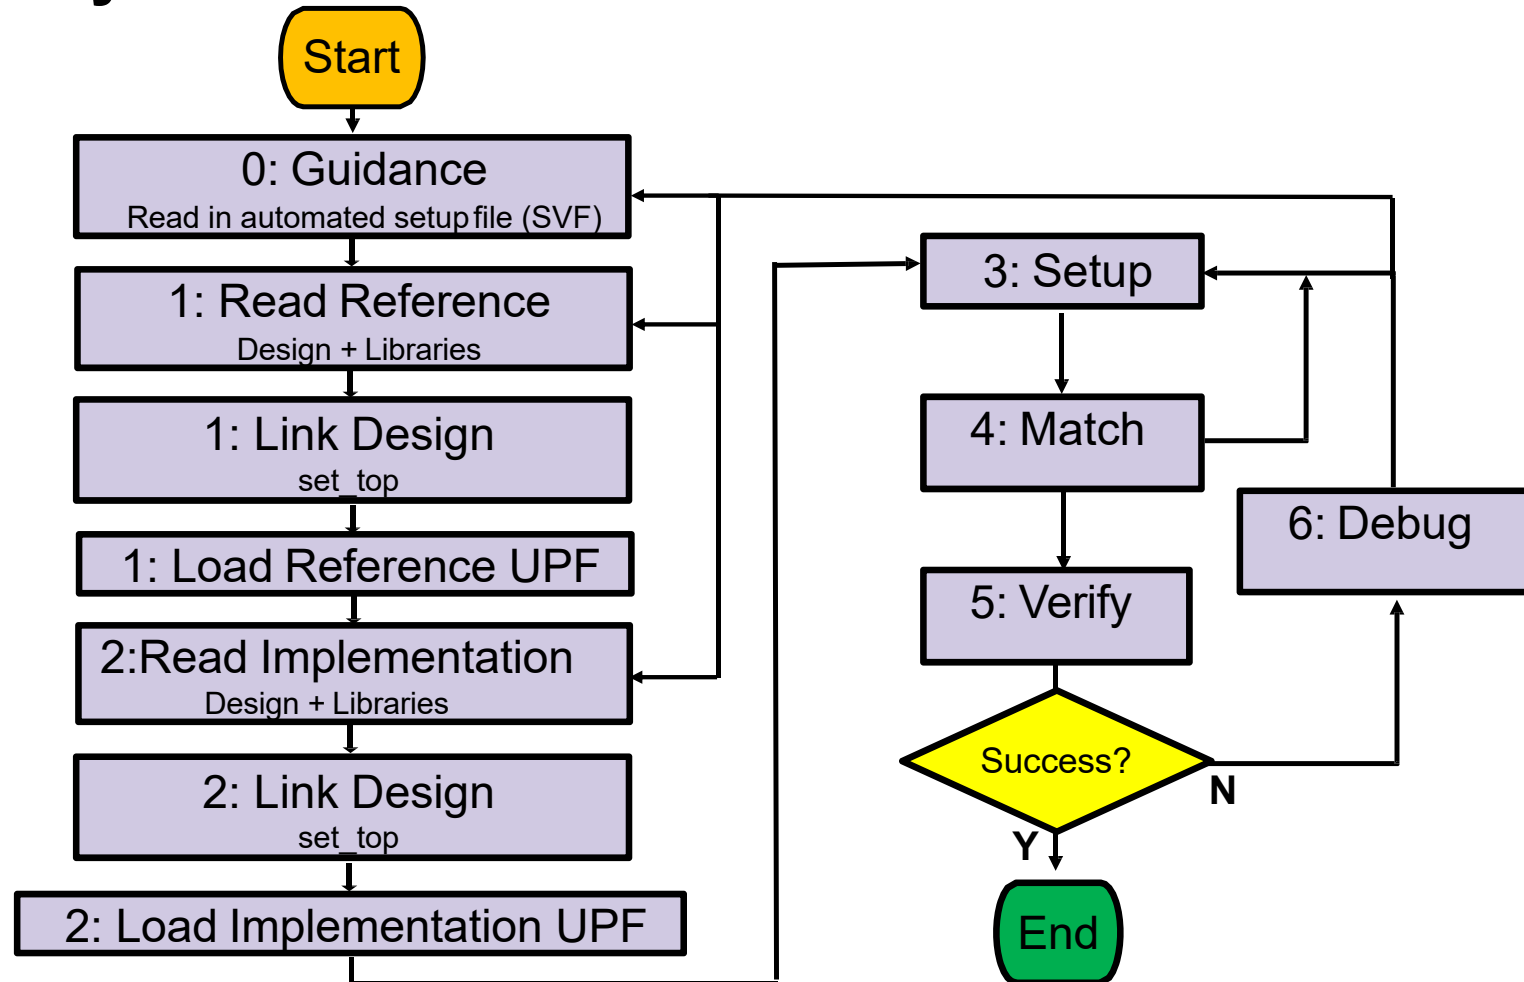 Start
0: Guidance
Read in automated setup file (SVF)
1: Read Reference
Design + Libraries
1: Link Design
set_top
1: Load Reference UPF
2:Read Implementation
Design + Libraries
2: Link Design
set_top
2: Load Implementation UPF
3: Setup
4: Match
5: Verify
6: Debug
Success?
N
Y
End